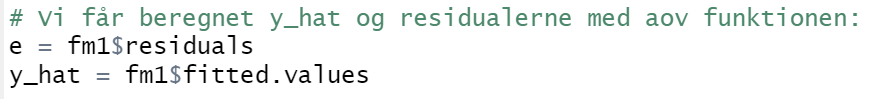 # Vi får beregnet y_hat og residualerne med aov funktionen:
e = fm1$residuals
y_hat = fm1$fitted.values